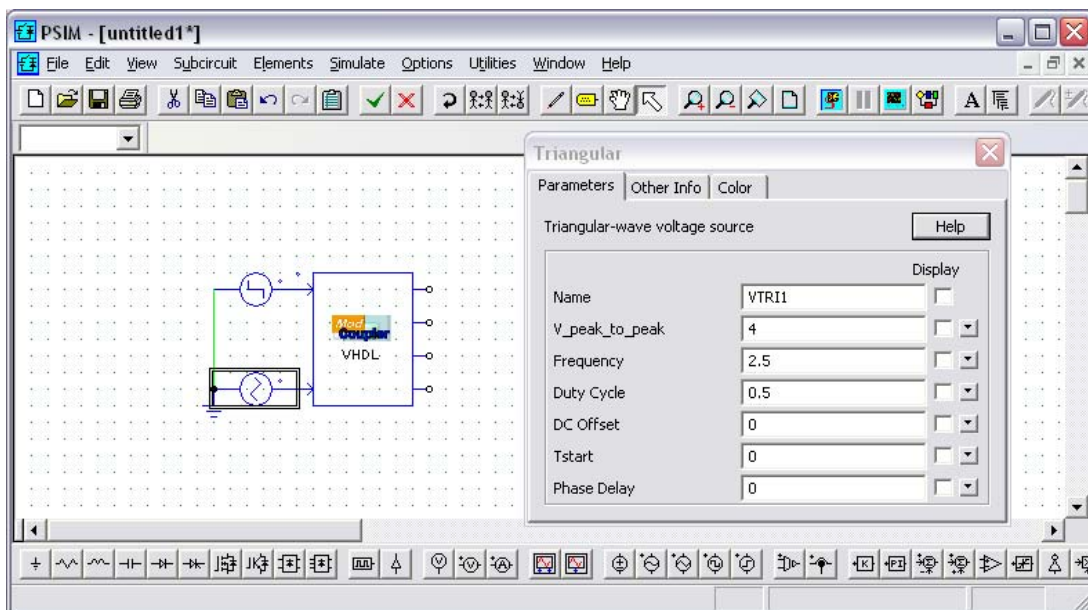 PSIM - [untitled1*]
File Edit View Subcircuit Elements Simulate Options Utilities Window Help
Triangular
Parameters Other Info Color
Triangular-wave voltage source Help
Display
Name VTRI1
V_peak_to_peak 4
Frequency 2.5
Duty Cycle 0.5
DC Offset 0
Tstart 0
Phase Delay 0
Mod
Coupler
VHDL